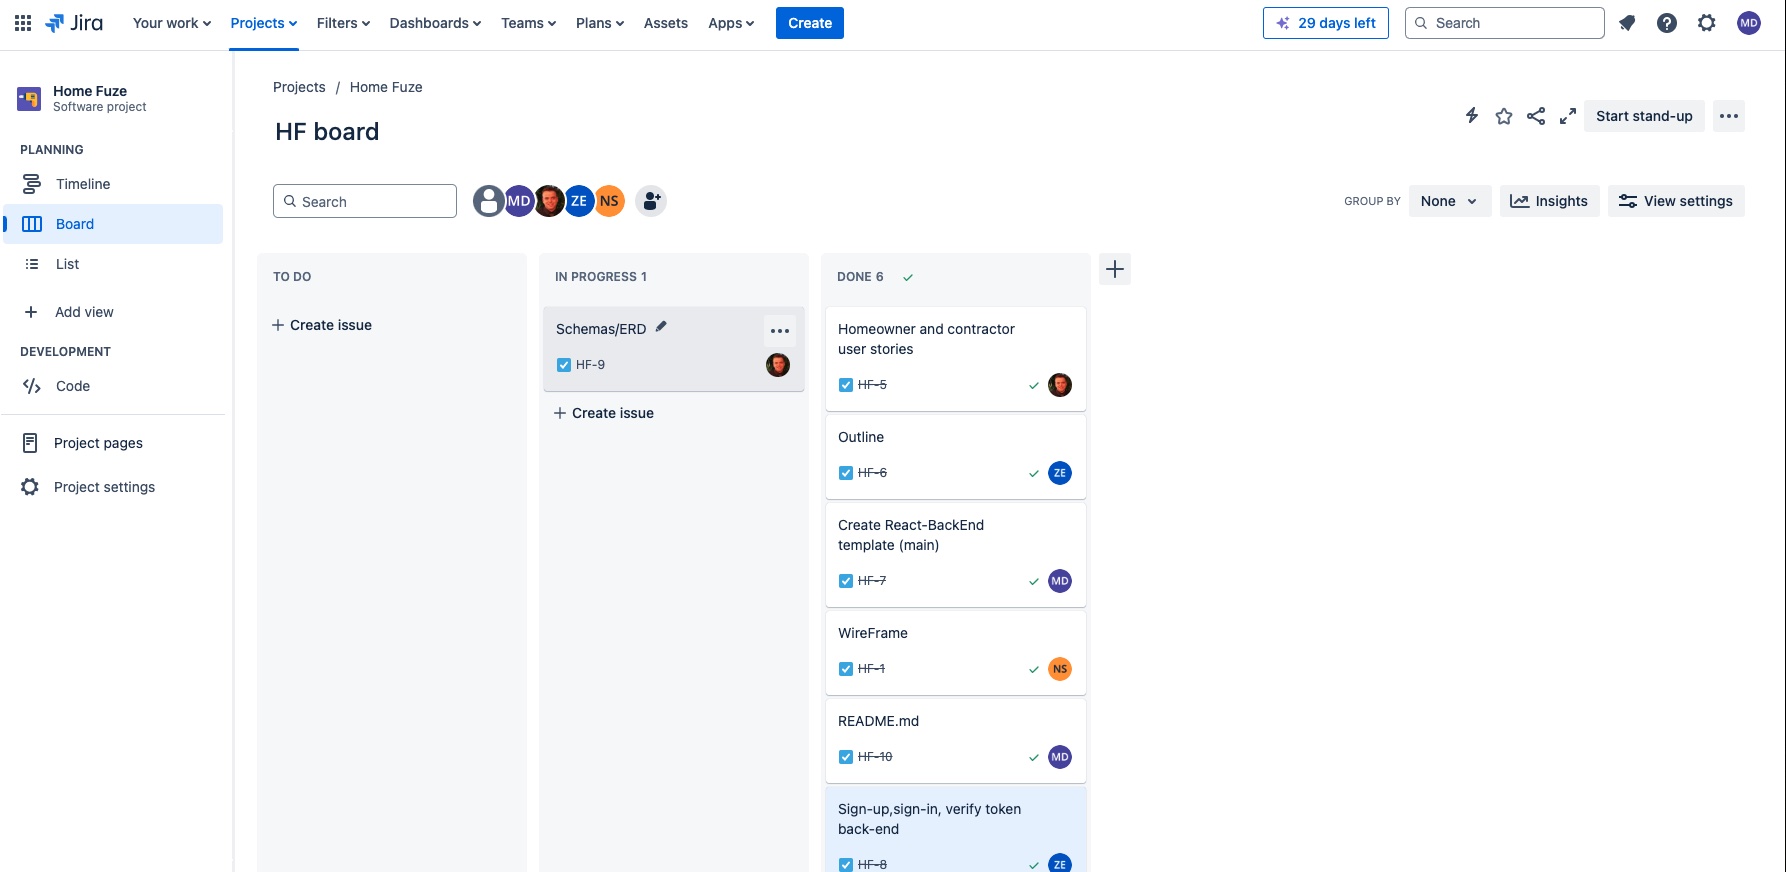 Jira
Your work
Projects
Filters
Dashboards
Teams
Plans
Assets
Apps
Create
29 days left
Search
MD
Home Fuze
Software project
PLANNING
Timeline
Board
List
Add view
DEVELOPMENT
Code
Project pages
Project settings
Projects / Home Fuze
HF board
Start stand-up
Search
MD
ZE
NS
GROUP BY
None
Insights
View settings
TO DO
Create issue
IN PROGRESS 1
Schemas/ERD
HF-9
Create issue
DONE 6
Homeowner and contractor
user stories
HF-5
Outline
HF-6
ZE
Create React-BackEnd
template (main)
HF-7
MD
WireFrame
HF-1
NS
README.md
HF-10
MD
Sign-up,sign-in, verify token
back-end
HF-8
ZE